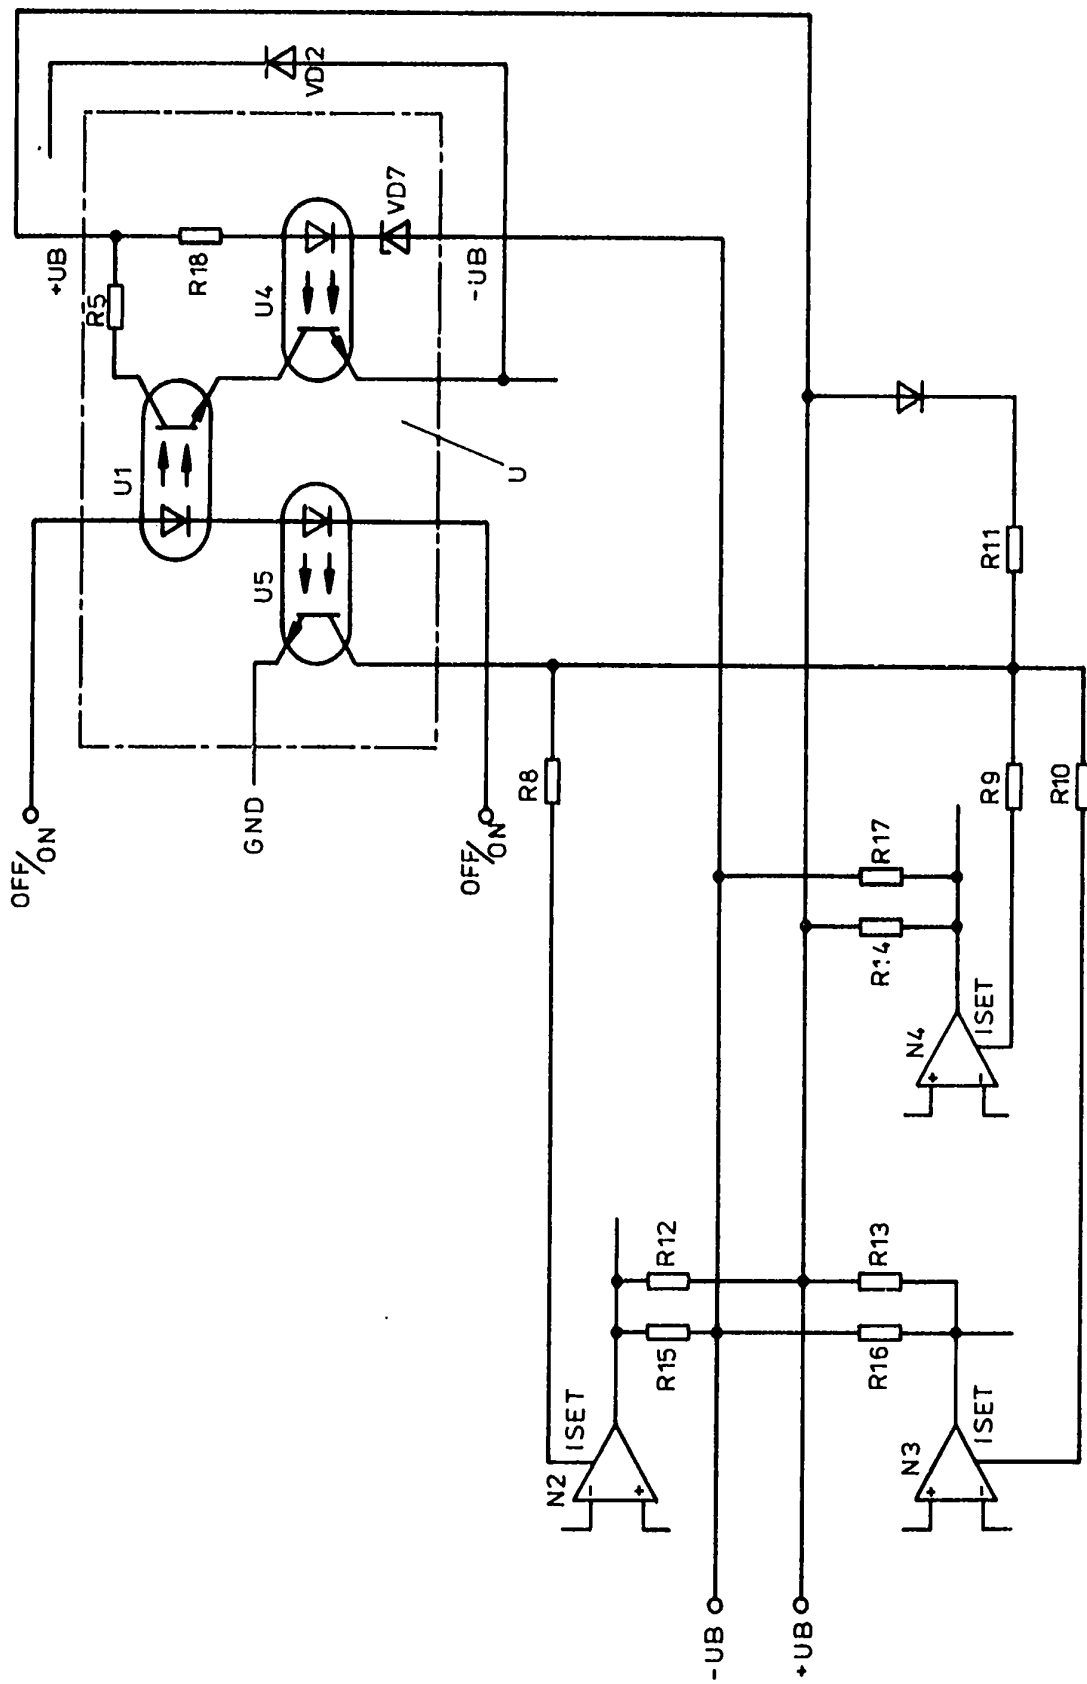 OFF/ON
GND
OFF/ON
U1
U5
U4
U
R5
+UB
R18
VD7
-UB
VD12
R8
R11
R9
R10
R17
R14
N4
ISET
+
-
R12
R15
R13
R16
N2
ISET
-
+
N3
ISET
+
-
-UB
+UB